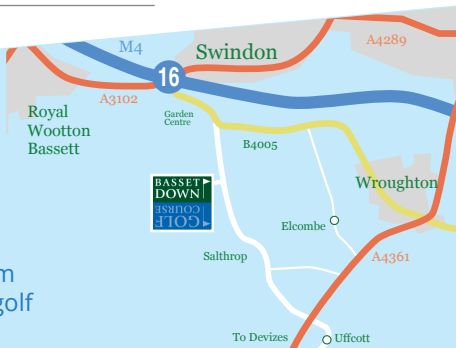 M4
Swindon
A4289
16
A3102
Royal
Wootton
Bassett
Garden
Centre
B4005
BASSET
DOWN
GOLF
COURSE
Wroughton
Elcombe
Salthrop
A4361
m
golf
To Devizes
Uffcott